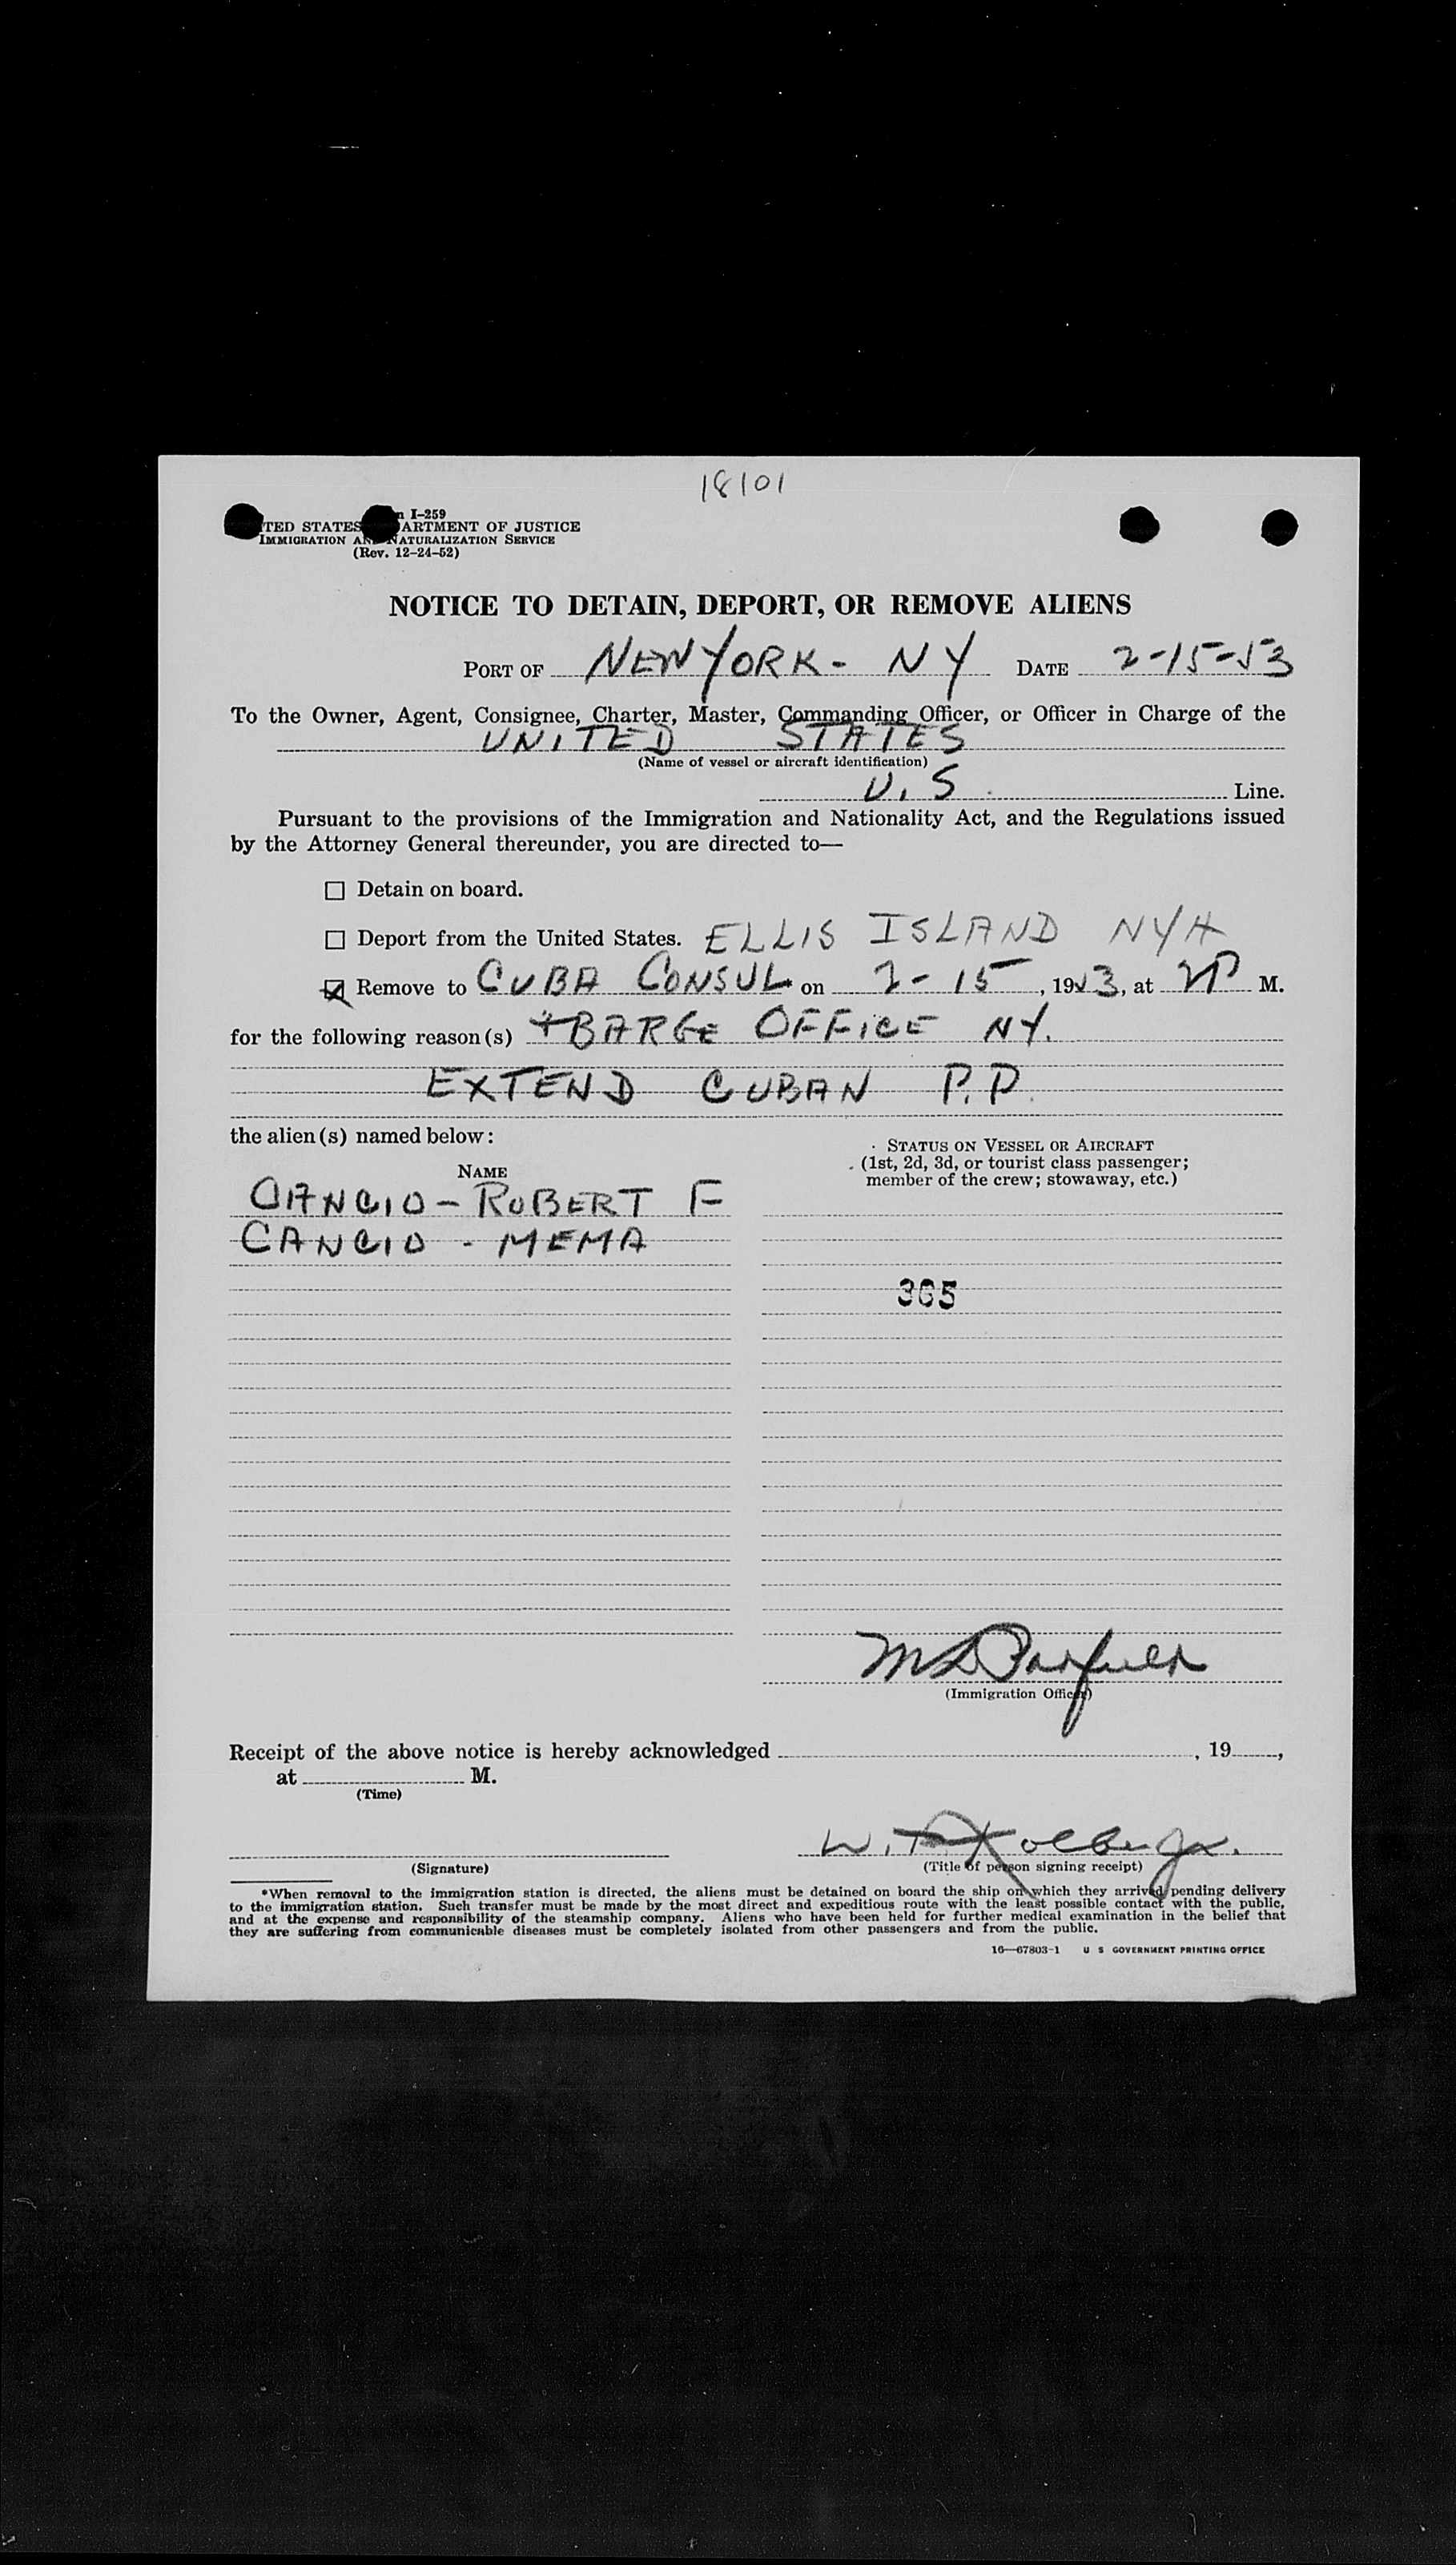 18101
I-259
TED STATES ARTMENT OF JUSTICE
IMMIGRATION AND NATURALIZATION SERVICE
(Rev. 12-24-52)
NOTICE TO DETAIN, DEPORT, OR REMOVE ALIENS
PORT OF NEW YORK - NY DATE 2-15-53
To the Owner, Agent, Consignee, Charter, Master, Commanding Officer, or Officer in Charge of the
UNITED STATES
(Name of vessel or aircraft identification)
U.S. Line.
Pursuant to the provisions of the Immigration and Nationality Act, and the Regulations issued
by the Attorney General thereunder, you are directed to—
☐ Detain on board.
☐ Deport from the United States. ELLIS ISLAND NYH
☒ Remove to CUBA CONSUL on 2-15, 1953, at 2P M.
for the following reason(s) + BARGE OFFICE NY.
EXTEND CUBAN P.P.
the alien(s) named below:
STATUS ON VESSEL OR AIRCRAFT
(1st, 2d, 3d, or tourist class passenger;
member of the crew; stowaway, etc.)
NAME
CANCIO - ROBERT F
CANCIO - MEMA
365
(Immigration Officer)
Receipt of the above notice is hereby acknowledged , 19 ,
at M.
(Time)
(Signature)
(Title of person signing receipt)
*When removal to the immigration station is directed, the aliens must be detained on board the ship on which they arrived pending delivery
to the immigration station. Such transfer must be made by the most direct and expeditious route with the least possible contact with the public,
and at the expense and responsibility of the steamship company. Aliens who have been held for further medical examination in the belief that
they are suffering from communicable diseases must be completely isolated from other passengers and from the public.
16—67803-1 U S GOVERNMENT PRINTING OFFICE